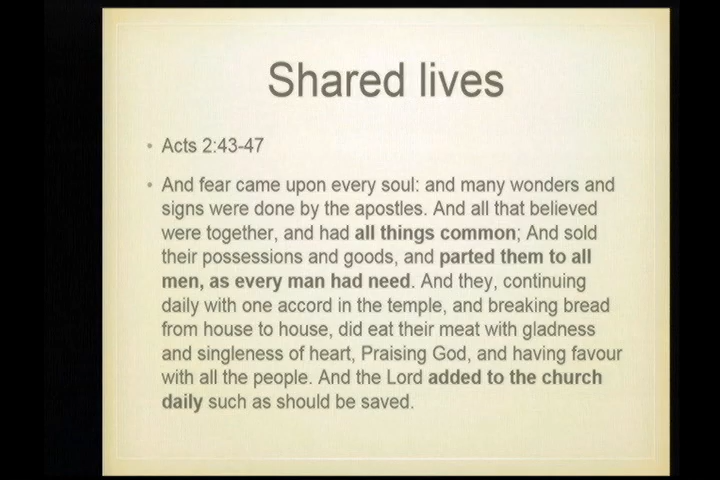 Shared lives
• Acts 2:43-47
• And fear came upon every soul: and many wonders and
signs were done by the apostles. And all that believed
were together, and had all things common; And sold
their possessions and goods, and parted them to all
men, as every man had need. And they, continuing
daily with one accord in the temple, and breaking bread
from house to house, did eat their meat with gladness
and singleness of heart, Praising God, and having favour
with all the people. And the Lord added to the church
daily such as should be saved.